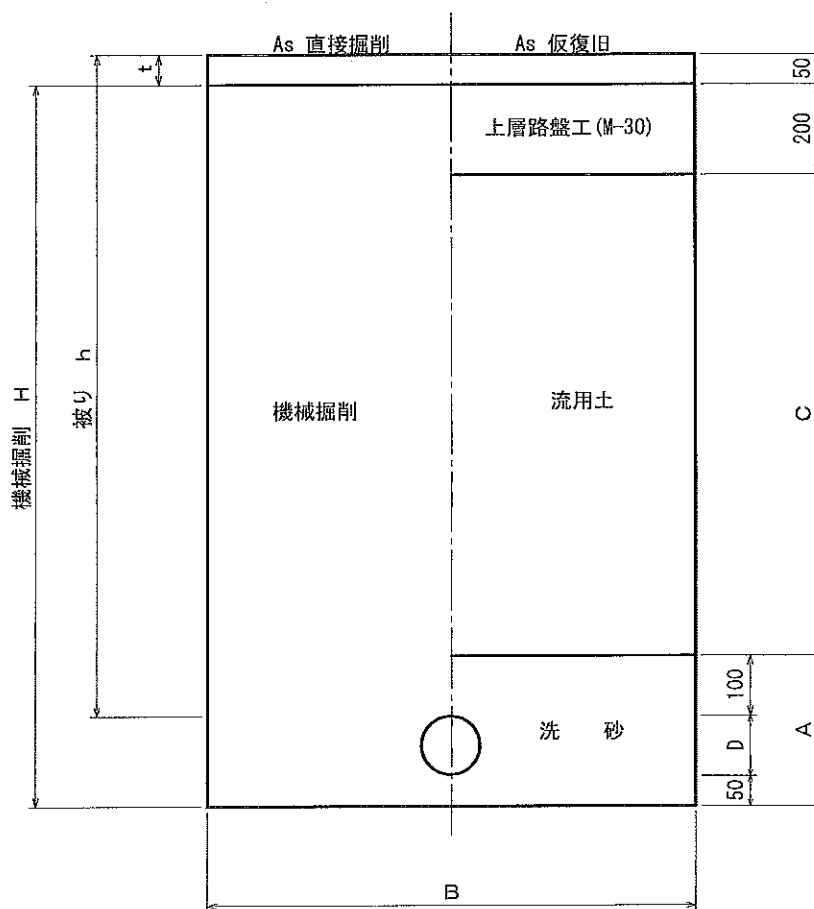 As 直接掘削
As 仮復旧
t
50
上層路盤工(M-30)
200
機械掘削 H
被り h
機械掘削
流用土
C
洗 砂
100
D
50
A
B